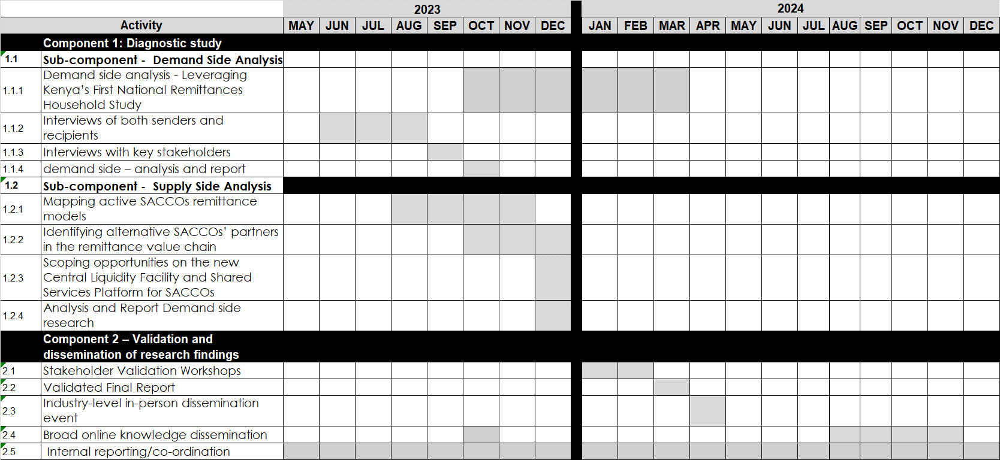 2023 2024
Activity MAY JUN JUL AUG SEP OCT NOV DEC JAN FEB MAR APR MAY JUN JUL AUG SEP OCT NOV DEC
Component 1: Diagnostic study
1.1 Sub-component - Demand Side Analysis
Demand side analysis - Leveraging
1.1.1 Kenya’s First National Remittances
Household Study
1.1.2 Interviews of both senders and
recipients
1.1.3 Interviews with key stakeholders
1.1.4 demand side – analysis and report
1.2 Sub-component - Supply Side Analysis
1.2.1 Mapping active SACCOs remittance
models
1.2.2 Identifying alternative SACCOs’ partners
in the remittance value chain
Scoping opportunities on the new
1.2.3 Central Liquidity Facility and Shared
Services Platform for SACCOs
1.2.4 Analysis and Report Demand side
research
Component 2 – Validation and
dissemination of research findings
2.1 Stakeholder Validation Workshops
2.2 Validated Final Report
2.3 Industry-level in-person dissemination
event
2.4 Broad online knowledge dissemination
2.5 Internal reporting/co-ordination